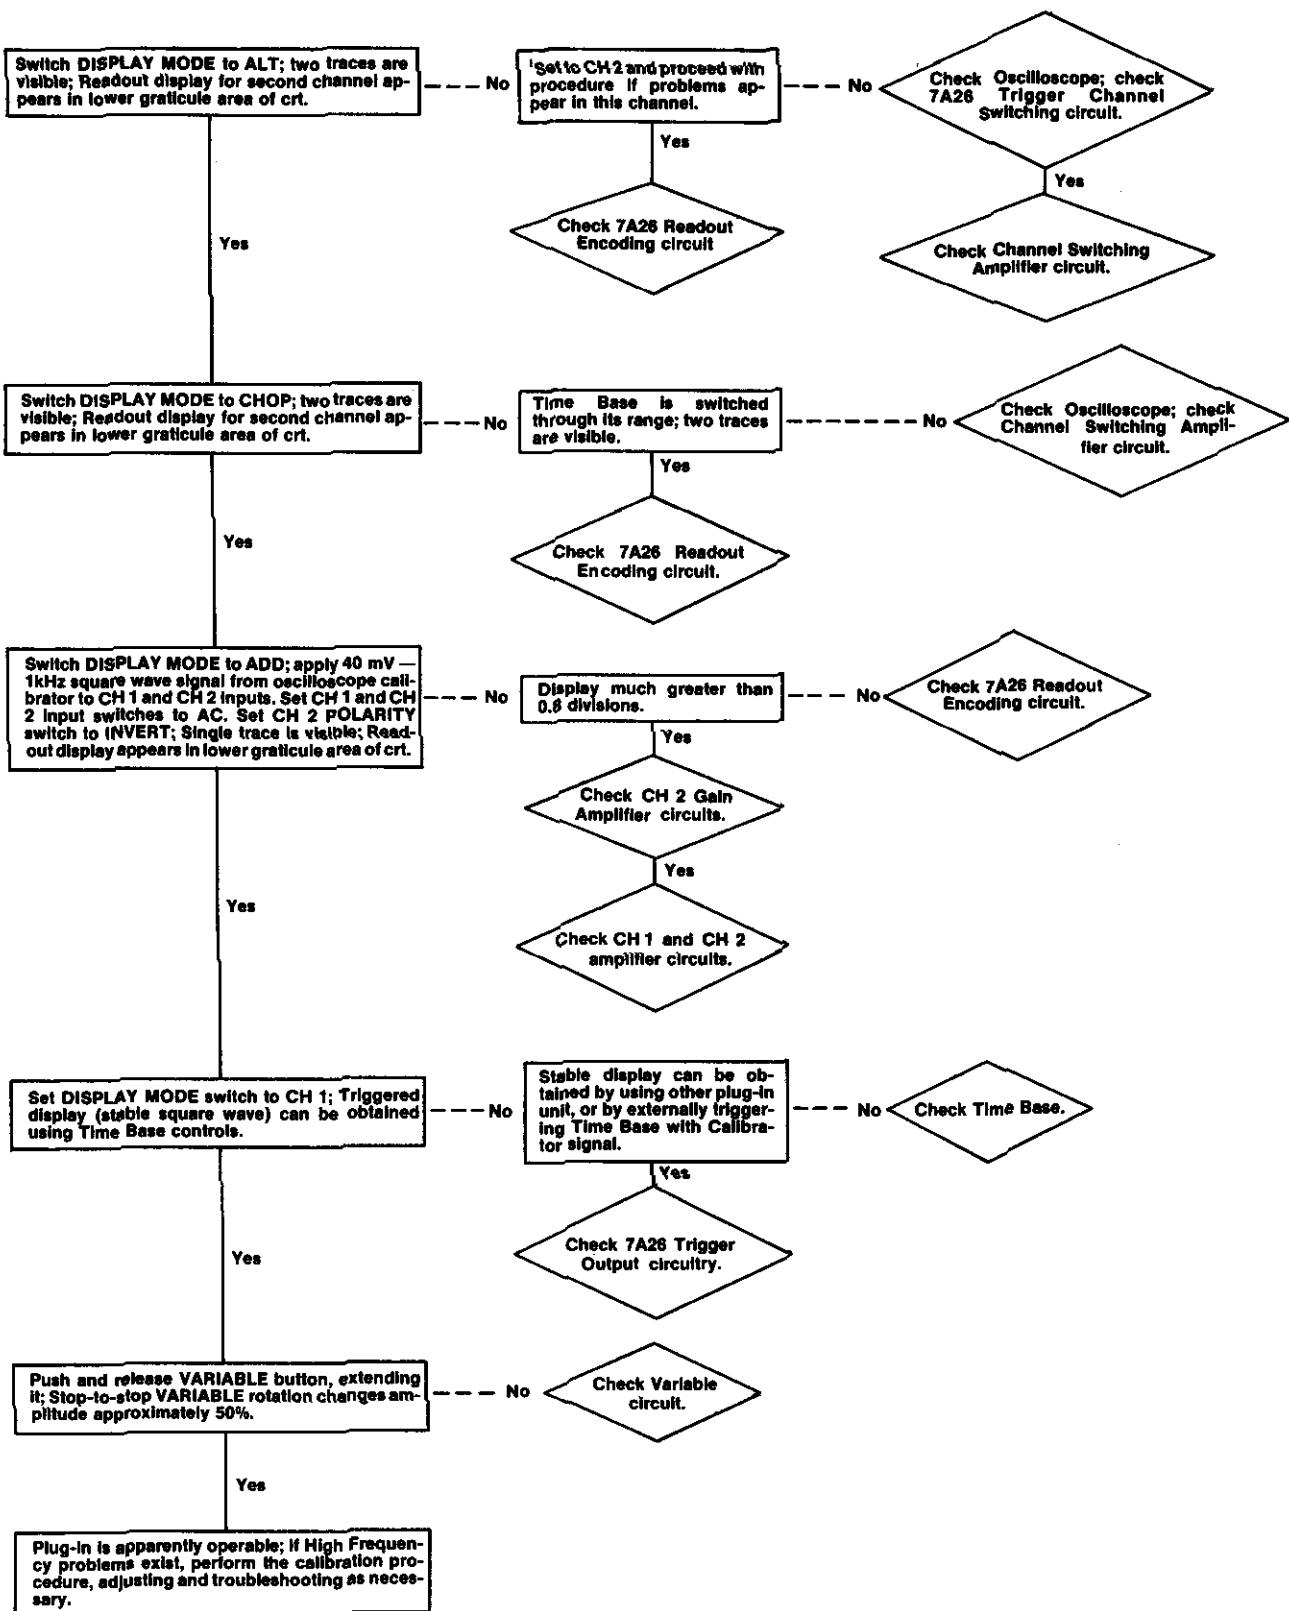 Switch DISPLAY MODE to ALT; two traces are
visible; Readout display for second channel ap-
pears in lower graticule area of crt.
No
Set to CH 2 and proceed with
procedure if problems ap-
pear in this channel.
No
Check Oscilloscope; check
7A26 Trigger Channel
Switching circuit.
Yes
Yes
Check 7A26 Readout
Encoding circuit
Yes
Check Channel Switching
Amplifier circuit.
Switch DISPLAY MODE to CHOP; two traces are
visible; Readout display for second channel ap-
pears in lower graticule area of crt.
No
Time Base is switched
through its range; two traces
are visible.
No
Check Oscilloscope; check
Channel Switching Ampli-
fier circuit.
Yes
Yes
Check 7A26 Readout
Encoding circuit.
Switch DISPLAY MODE to ADD; apply 40 mV —
1kHz square wave signal from oscilloscope cali-
brator to CH 1 and CH 2 inputs. Set CH 1 and CH
2 input switches to AC. Set CH 2 POLARITY
switch to INVERT; Single trace is visible; Read-
out display appears in lower graticule area of crt.
No
Display much greater than
0.8 divisions.
No
Check 7A26 Readout
Encoding circuit.
Yes
Check CH 2 Gain
Amplifier circuits.
Yes
Yes
Check CH 1 and CH 2
amplifier circuits.
Set DISPLAY MODE switch to CH 1; Triggered
display (stable square wave) can be obtained
using Time Base controls.
No
Stable display can be ob-
tained by using other plug-in
unit, or by externally trigger-
ing Time Base with Calibra-
tor signal.
No
Check Time Base.
Yes
Yes
Check 7A26 Trigger
Output circuitry.
Push and release VARIABLE button, extending
it; Stop-to-stop VARIABLE rotation changes am-
plitude approximately 50%.
No
Check Variable
circuit.
Yes
Plug-in is apparently operable; if High Frequen-
cy problems exist, perform the calibration pro-
cedure, adjusting and troubleshooting as neces-
sary.